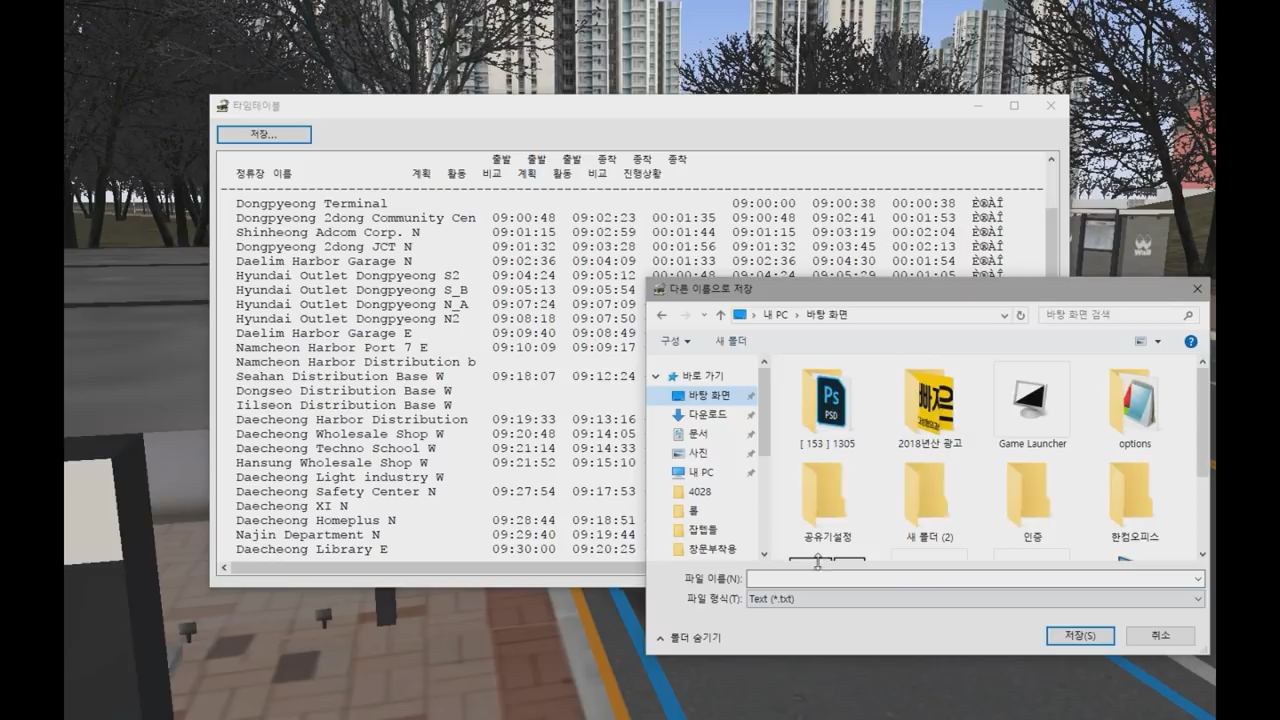 타임테이블
저장...
출발 출발 출발 종착 종착 종착
정류장 이름 계획 활동 비교 계획 활동 비교 진행상황
Dongpyeong Terminal 09:00:00 09:00:38 00:00:38 È®ÀÎ
Dongpyeong 2dong Community Cen 09:00:48 09:02:23 00:01:35 09:00:48 09:02:41 00:01:53 È®ÀÎ
Shinheong Adcom Corp. N 09:01:15 09:02:59 00:01:44 09:01:15 09:03:19 00:02:04 È®ÀÎ
Dongpyeong 2dong JCT N 09:01:32 09:03:28 00:01:56 09:01:32 09:03:45 00:02:13 È®ÀÎ
Daelim Harbor Garage N 09:02:36 09:04:09 00:01:33 09:02:36 09:04:30 00:01:54 È®ÀÎ
Hyundai Outlet Dongpyeong S2 09:04:24 09:05:12 00:00:48 09:04:24 09:05:29 00:01:05 È®ÀÎ
Hyundai Outlet Dongpyeong S_B 09:05:13 09:05:54
Hyundai Outlet Dongpyeong N_A 09:07:24 09:07:09
Hyundai Outlet Dongpyeong N2 09:08:18 09:07:50
Daelim Harbor Garage E 09:09:40 09:08:49
Namcheon Harbor Port 7 E 09:10:09 09:09:17
Namcheon Harbor Distribution b
Seahan Distribution Base W 09:18:07 09:12:24
Dongseo Distribution Base W
Iilseon Distribution Base W
Daecheong Harbor Distribution 09:19:33 09:13:16
Daecheong Wholesale Shop W 09:20:48 09:14:05
Daecheong Techno School W 09:21:14 09:14:33
Hansung Wholesale Shop W 09:21:52 09:15:10
Daecheong Light industry W
Daecheong Safety Center N 09:27:54 09:17:53
Daecheong XI N
Daecheong Homeplus N 09:28:44 09:18:51
Najin Department N 09:29:40 09:19:44
Daecheong Library E 09:30:00 09:20:25
다른 이름으로 저장
내 PC > 바탕 화면
바탕 화면 검색
구성 새 폴더
바로 가기
바탕 화면
다운로드
문서
사진
내 PC
4028
롬
잡템들
창문부착용
Ps
PSD
[ 153 ] 1305
2018년산 광고
Game Launcher
options
공유기설정
새 폴더 (2)
인증
한컴오피스
파일 이름(N):
파일 형식(T): Text (*.txt)
폴더 숨기기
저장(S)
취소
Wall